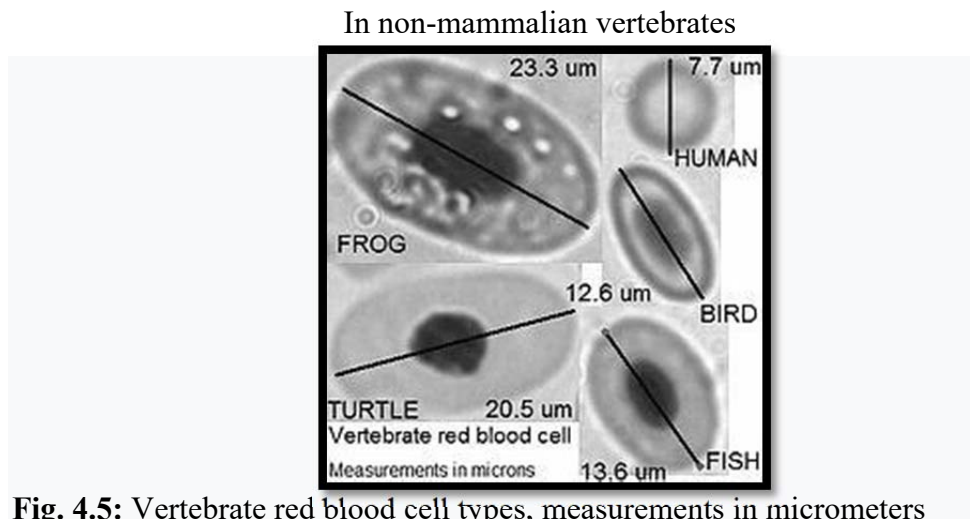 In non-mammalian vertebrates
23.3 um
7.7 um
HUMAN
FROG
12.6 um
BIRD
TURTLE
20.5 um
Vertebrate red blood cell
Measurements in microns
13.6 um
FISH
Fig. 4.5: Vertebrate red blood cell types, measurements in micrometers